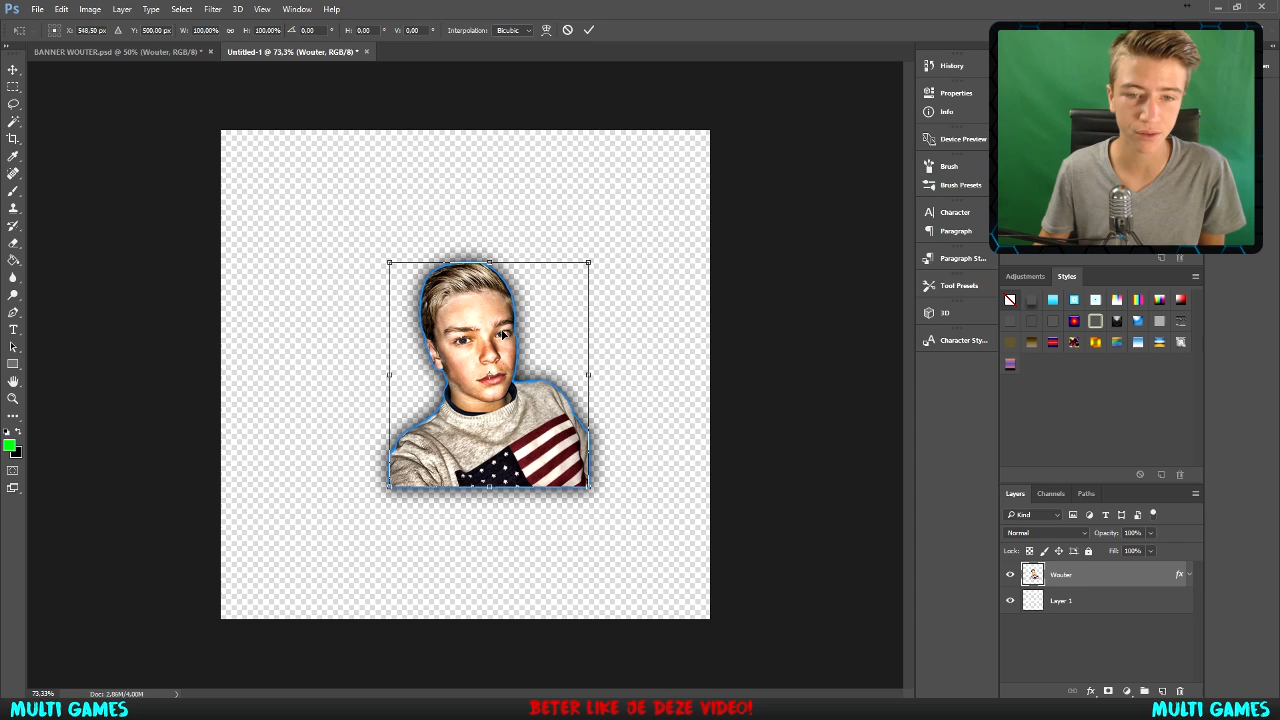 Ps File Edit Image Layer Type Select Filter 3D View Window Help
X: 548,50 px Y: 500,00 px W: 100,00% H: 100,00% 0,00 ° H: 0,00 ° V: 0,00 ° Interpolation: Bicubic
BANNER WOUTER.psd @ 50% (Wouter, RGB/8) * × Untitled-1 @ 73,3% (Wouter, RGB/8) * ×
History
Properties
Info
Device Preview
Brush
Brush Presets
Character
Paragraph
Paragraph St...
Tool Presets
3D
Character Sty...
Adjustments Styles
Layers Channels Paths
Kind
Normal Opacity: 100%
Lock: Fill: 100%
Wouter fx
Layer 1
fx
73,33% Doc: 2,86M/4,00M
MULTI GAMES BETER LIKE JE DEZE VIDEO! MULTI GAMES